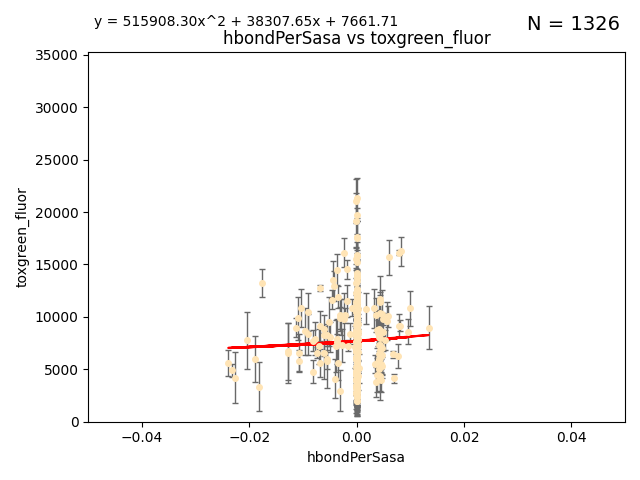 y = 515908.30x^2 + 38307.65x + 7661.71
N = 1326
hbondPerSasa vs toxgreen_fluor
35000
30000
25000
20000
15000
10000
5000
0
toxgreen_fluor
−0.04
−0.02
0.00
0.02
0.04
hbondPerSasa